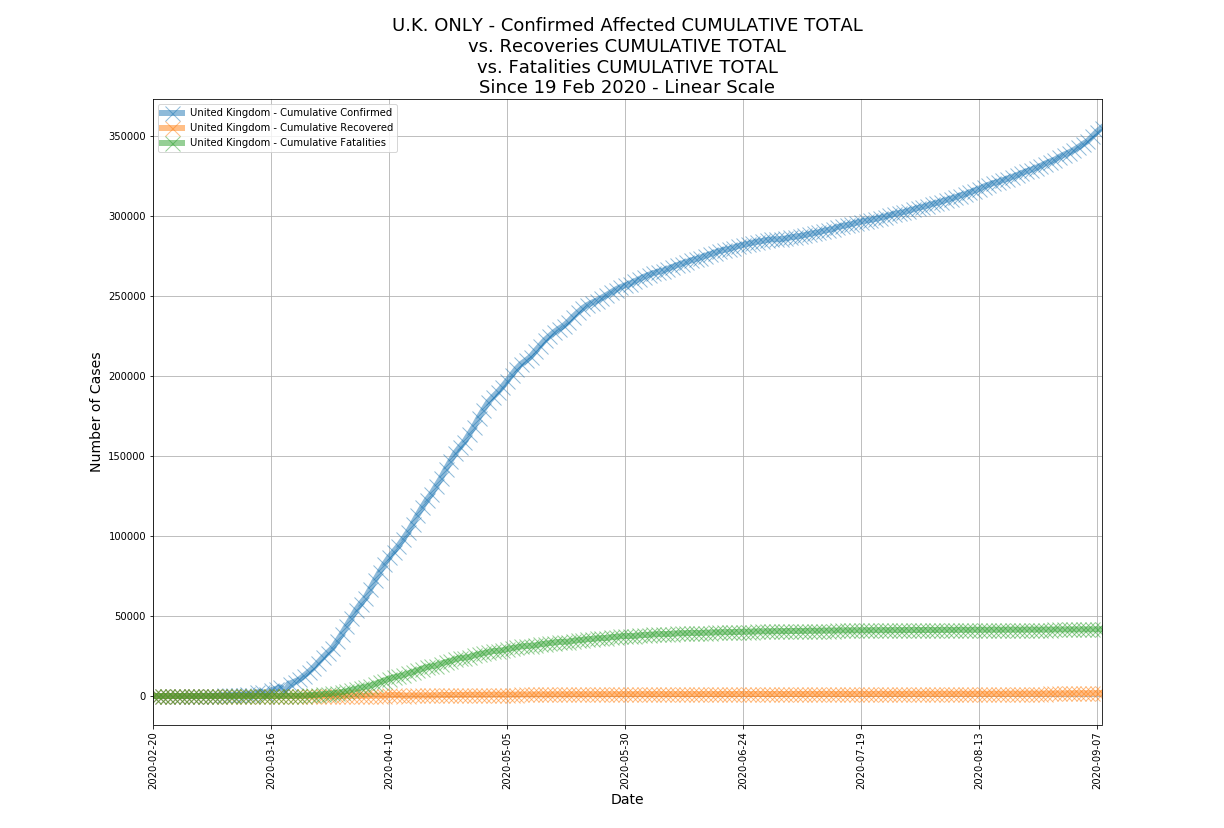 U.K. ONLY - Confirmed Affected CUMULATIVE TOTAL
vs. Recoveries CUMULATIVE TOTAL
vs. Fatalities CUMULATIVE TOTAL
Since 19 Feb 2020 - Linear Scale
United Kingdom - Cumulative Confirmed
United Kingdom - Cumulative Recovered
United Kingdom - Cumulative Fatalities
Number of Cases
350000
300000
250000
200000
150000
100000
50000
0
2020-02-20
2020-03-16
2020-04-10
2020-05-05
2020-05-30
2020-06-24
2020-07-19
2020-08-13
2020-09-07
Date